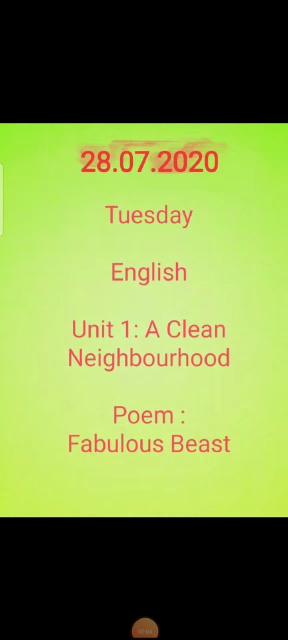 28.07.2020
Tuesday
English
Unit 1: A Clean
Neighbourhood
Poem :
Fabulous Beast